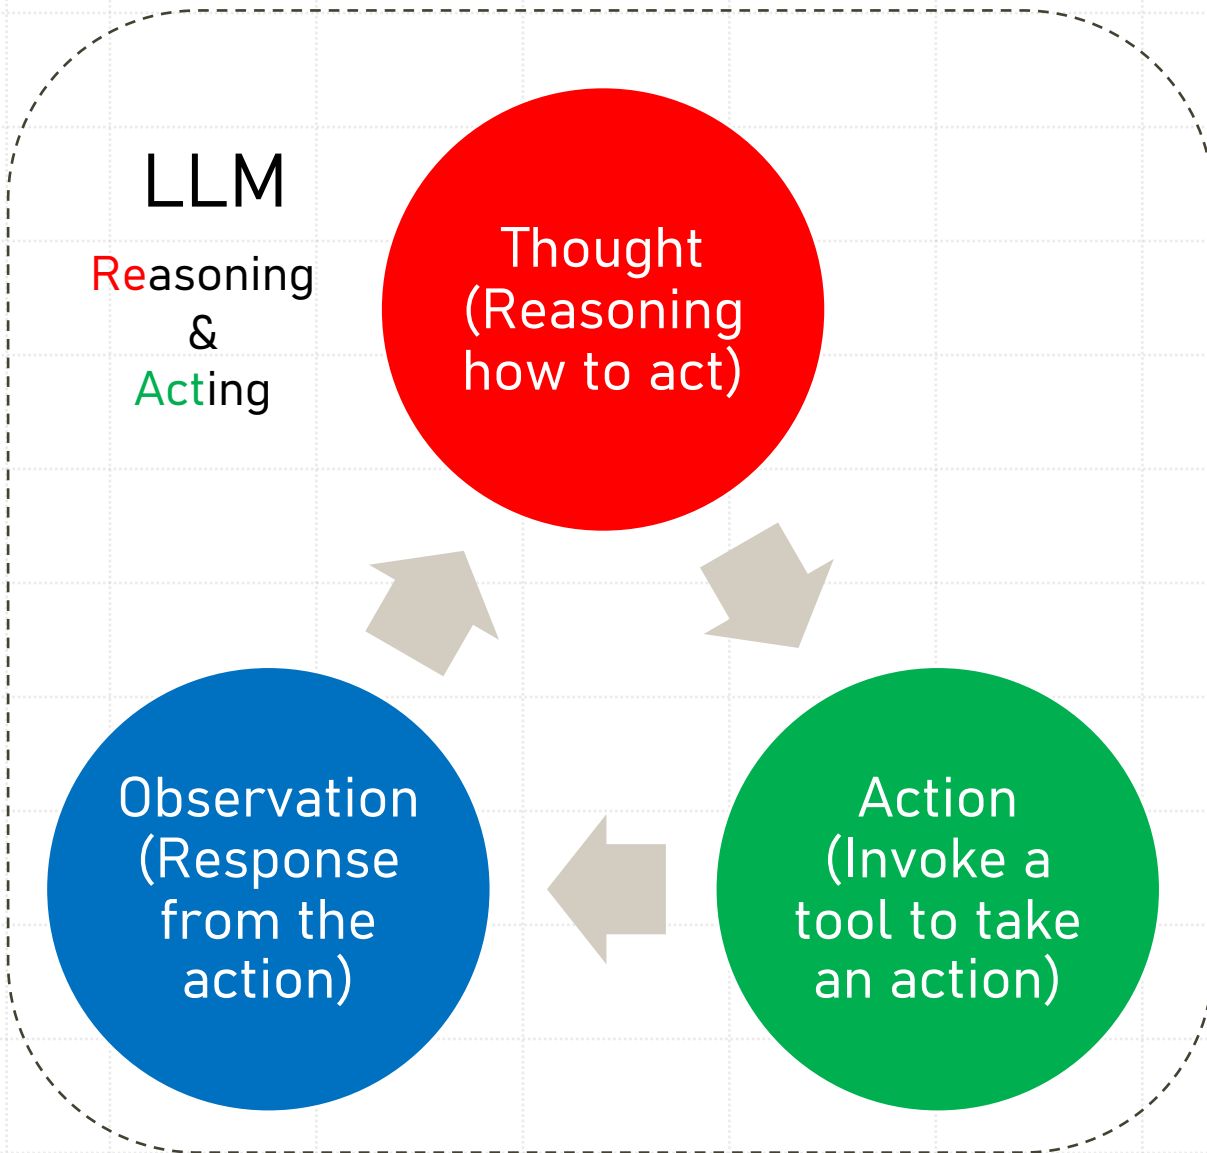 LLM
Reasoning
&
Acting
Thought
(Reasoning
how to act)
Observation
(Response
from the
action)
Action
(Invoke a
tool to take
an action)